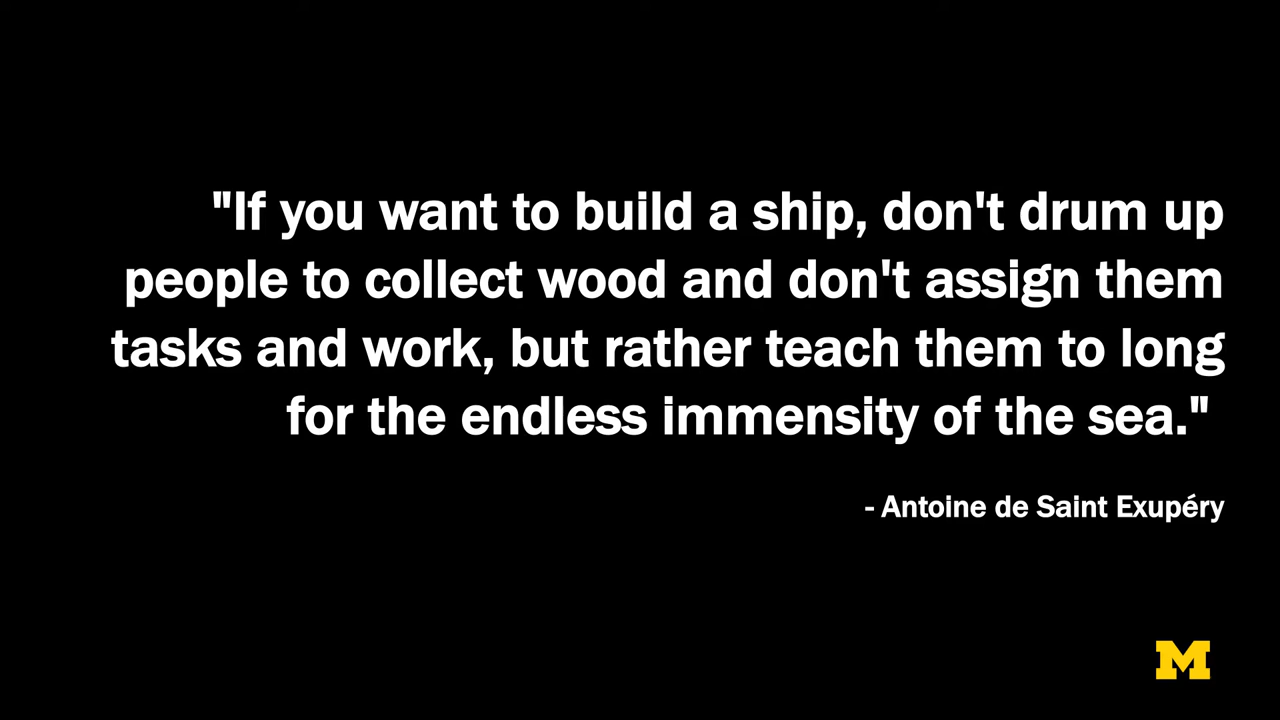 "If you want to build a ship, don't drum up
people to collect wood and don't assign them
tasks and work, but rather teach them to long
for the endless immensity of the sea."
- Antoine de Saint Exupéry
M